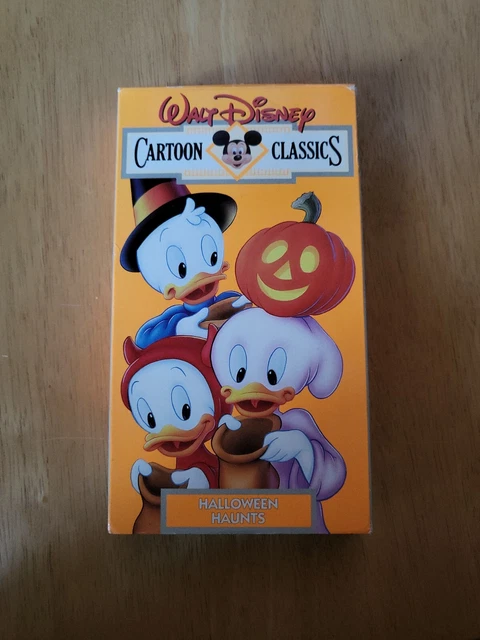 WALT DISNEY
CARTOON CLASSICS
HALLOWEEN
HAUNTS